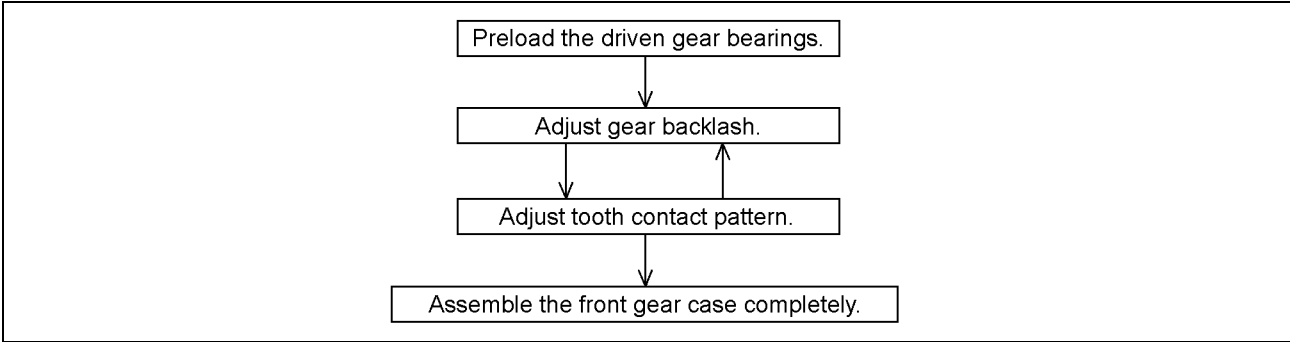 Preload the driven gear bearings.
Adjust gear backlash.
Adjust tooth contact pattern.
Assemble the front gear case completely.